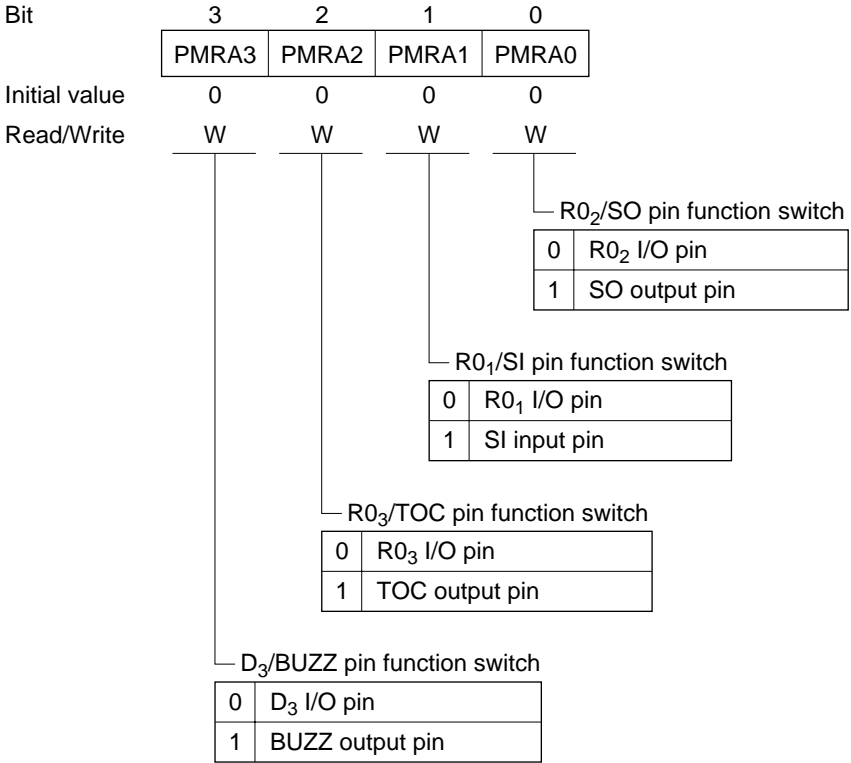 Bit 3 2 1 0
PMRA3 PMRA2 PMRA1 PMRA0
Initial value 0 0 0 0
Read/Write W W W W
R0₂/SO pin function switch
0 R0₂ I/O pin
1 SO output pin
R0₁/SI pin function switch
0 R0₁ I/O pin
1 SI input pin
R0₃/TOC pin function switch
0 R0₃ I/O pin
1 TOC output pin
D₃/BUZZ pin function switch
0 D₃ I/O pin
1 BUZZ output pin